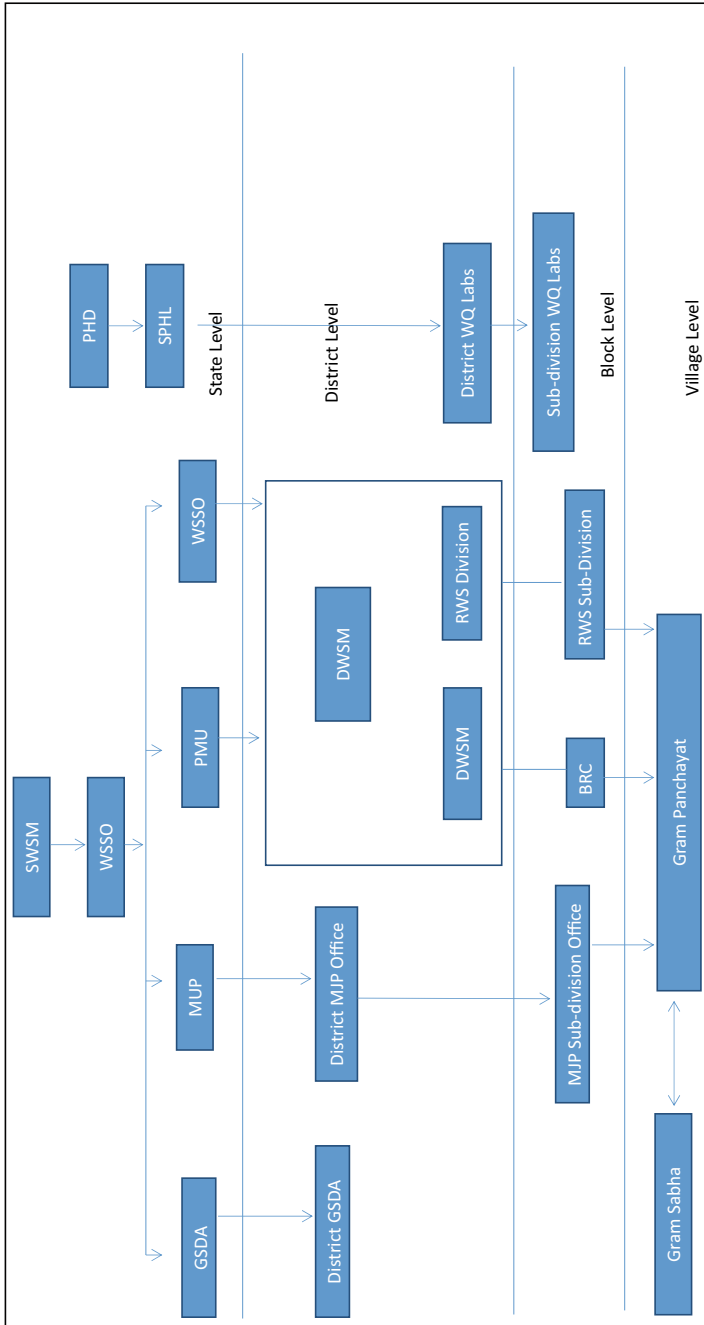 SWSM
WSSO
GSDA
MUP
PMU
WSSO
PHD
SPHL
State Level
District GSDA
District MJP Office
DWSM
District Level
DWSM
RWS Division
District WQ Labs
MJP Sub-division Office
BRC
RWS Sub-Division
Sub-division WQ Labs
Block Level
Gram Sabha
Gram Panchayat
Village Level